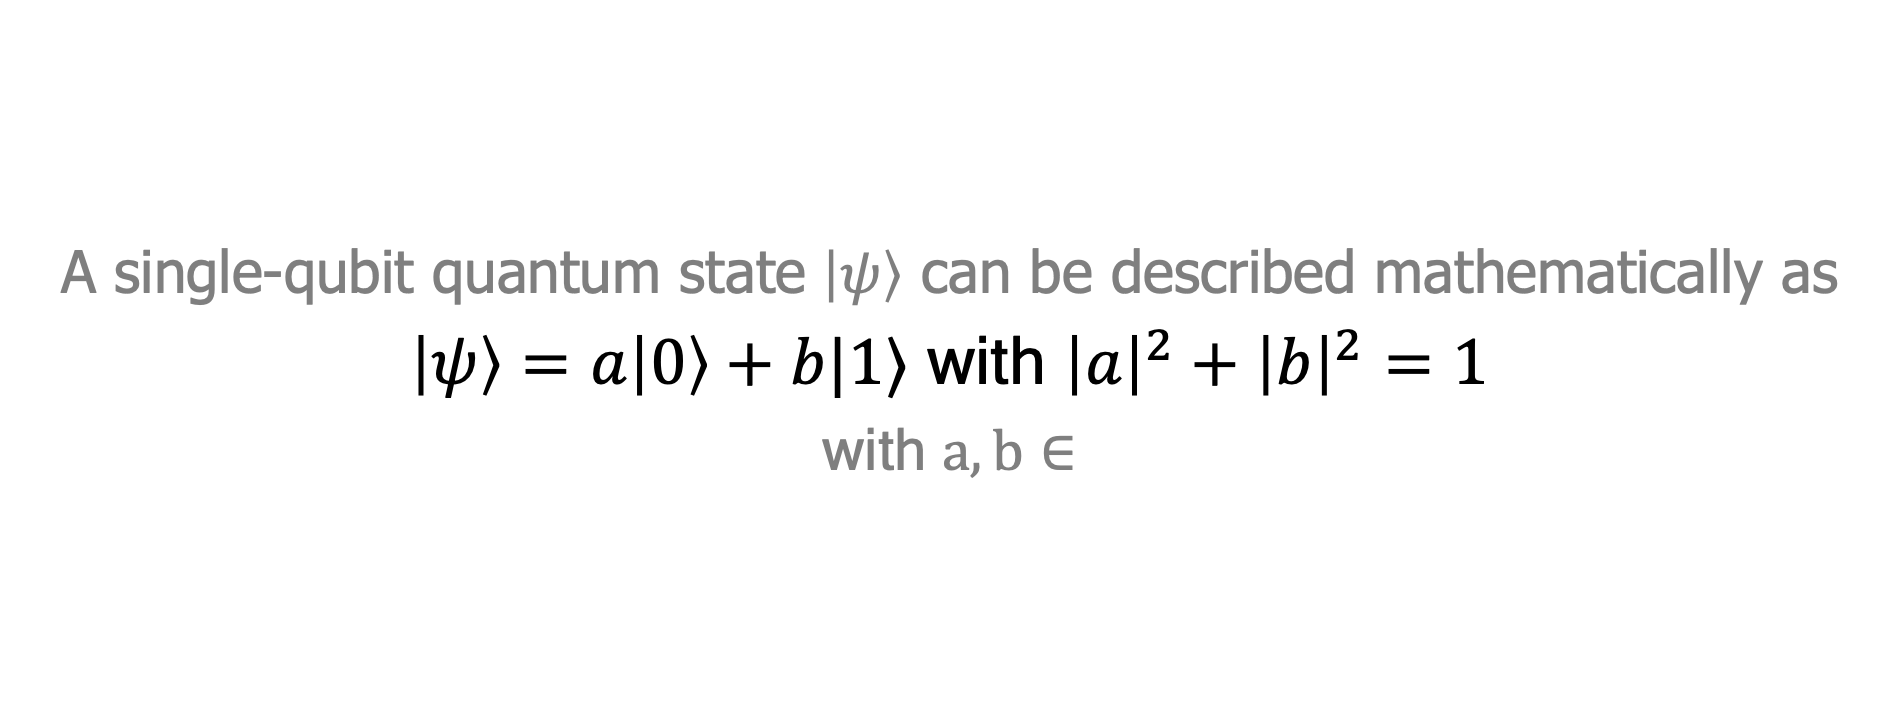 A single-qubit quantum state |ψ⟩ can be described mathematically as
|ψ⟩ = a|0⟩ + b|1⟩ with |a|² + |b|² = 1
with a, b ∈